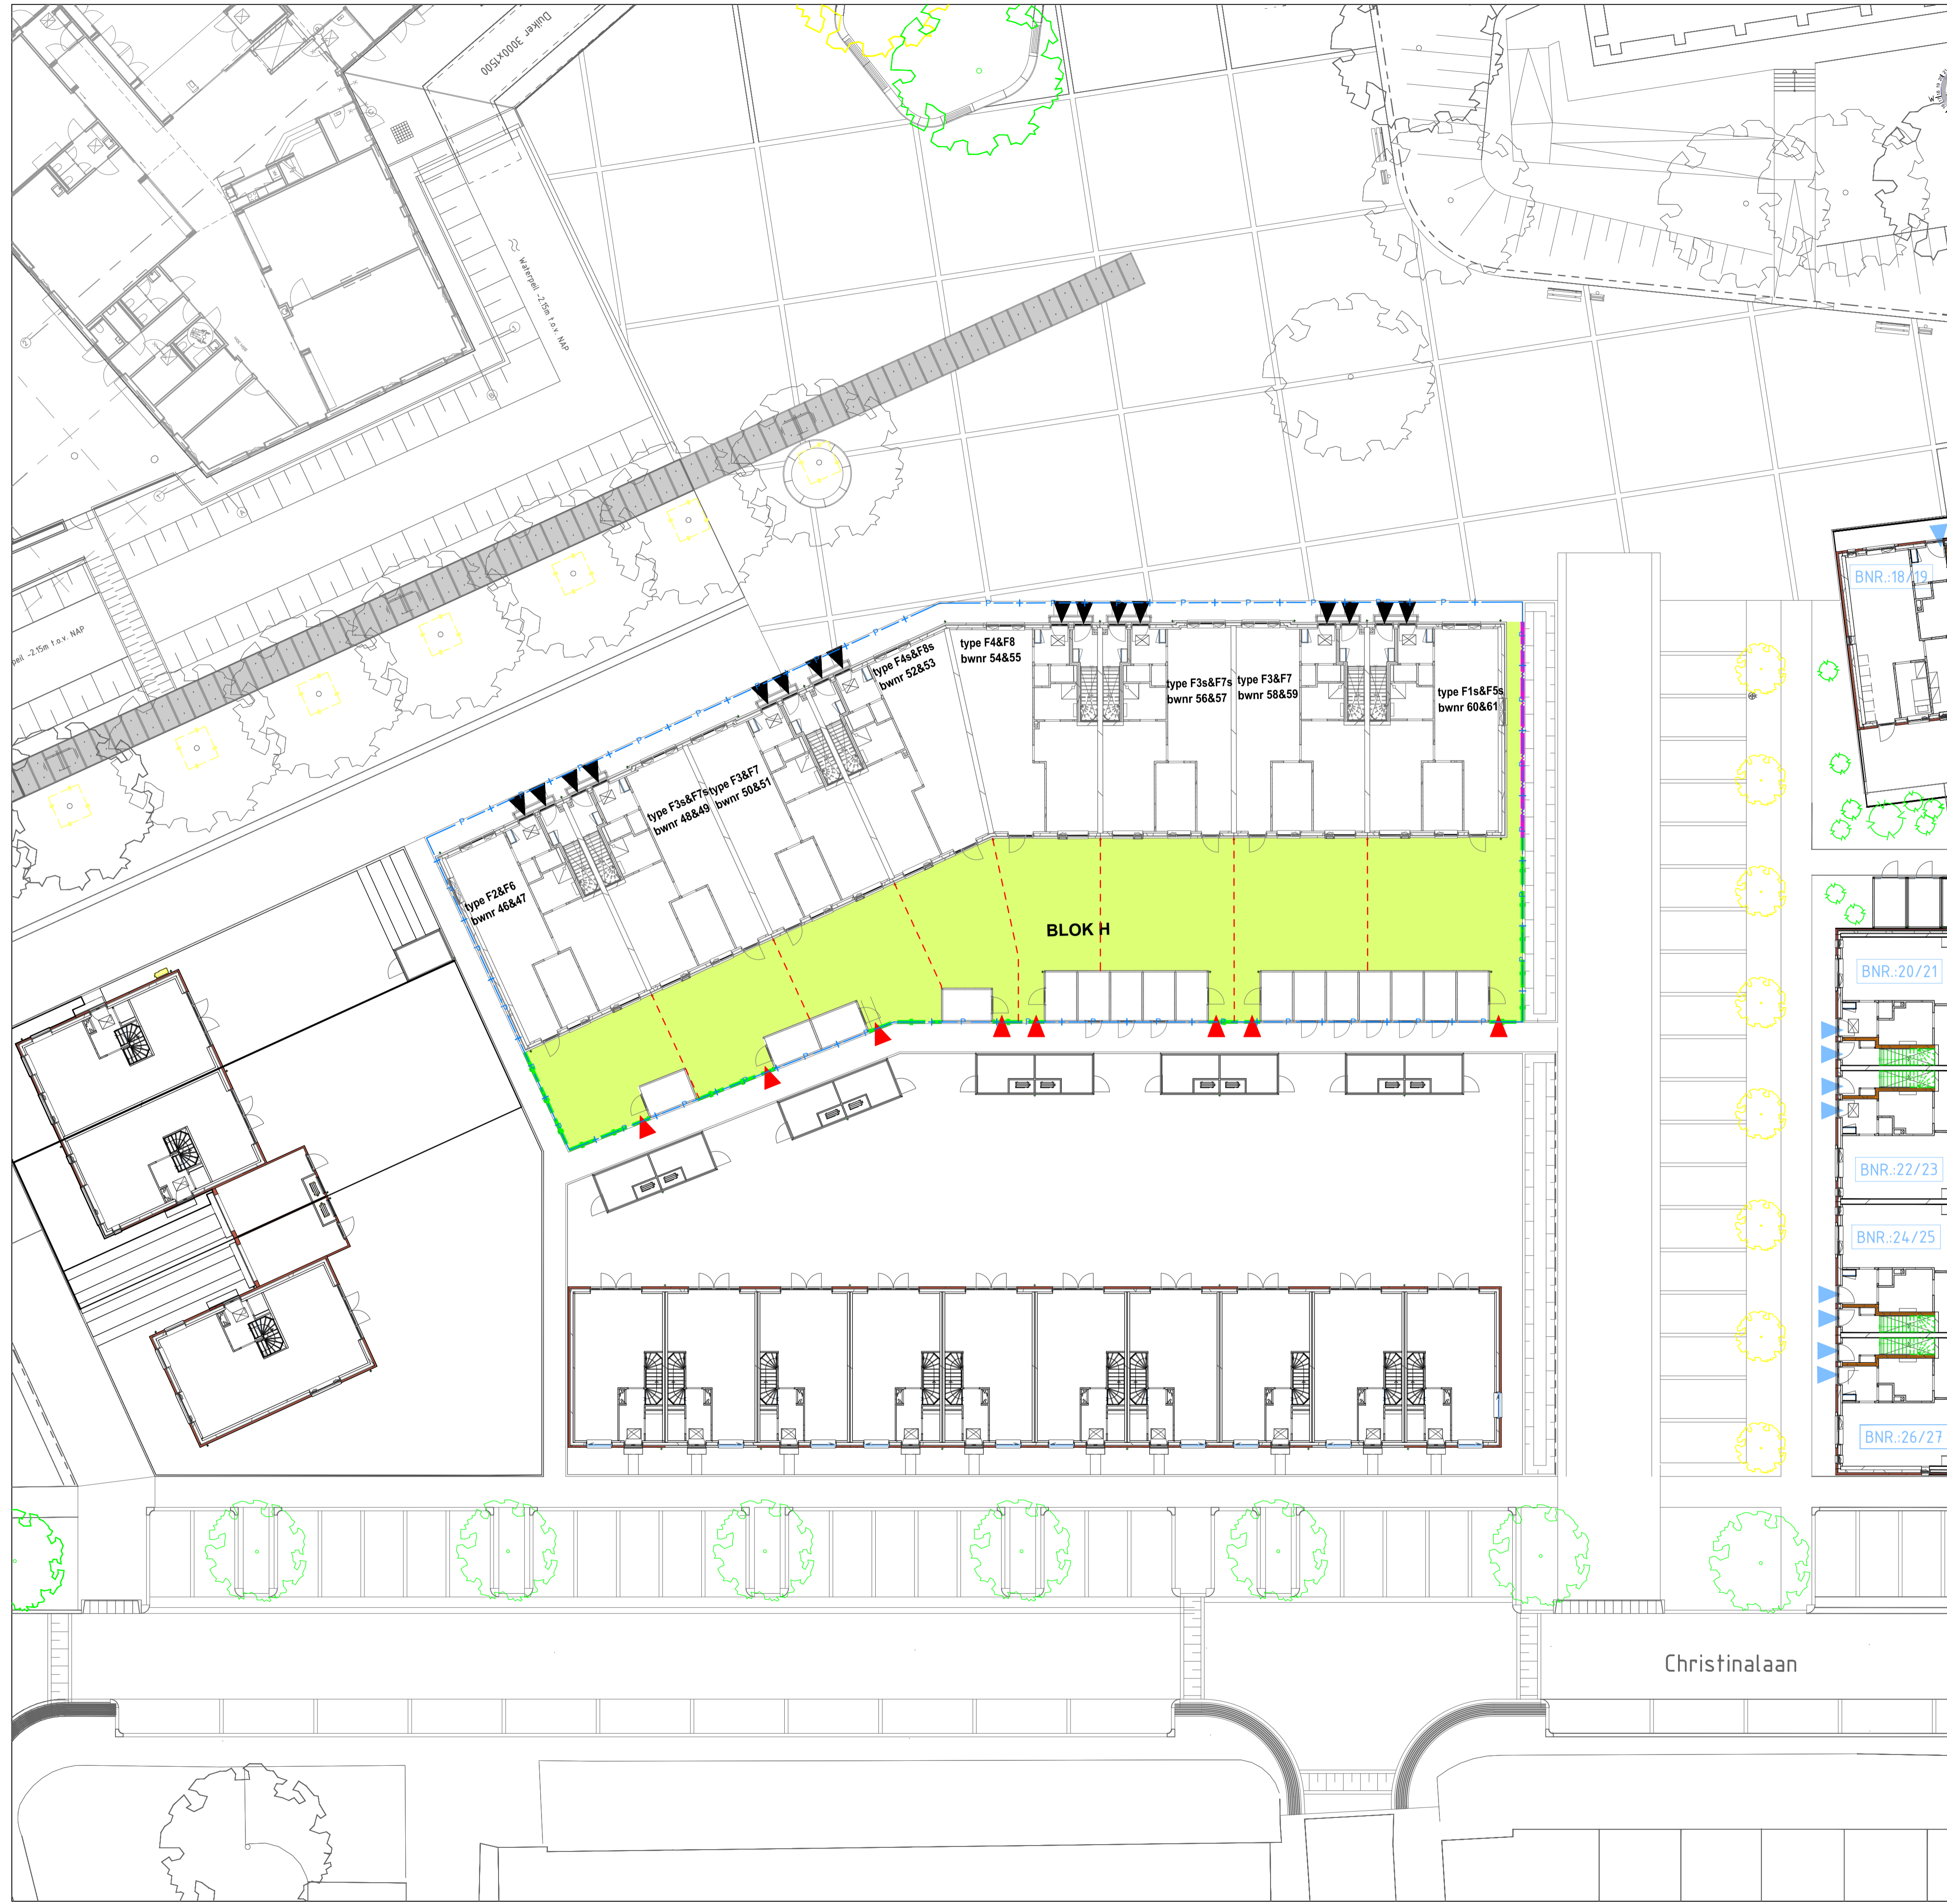 Duiker 3000x1500
Waterpeil -2.15m t.o.v. NAP
peil -2.15m t.o.v. NAP
BNR.:18/19
type F4&F8
bwnr 54&55
type F4s&F8s
bwnr 52&53
type F3s&F7s
bwnr 56&57
type F3&F7
bwnr 58&59
type F1s&F5s
bwnr 60&61
type F3&F7
bwnr 50&51
type F3s&F7s
bwnr 48&49
type F2&F6
bwnr 46&47
BLOK H
BNR.:20/21
BNR.:22/23
BNR.:24/25
BNR.:26/27
Christinalaan